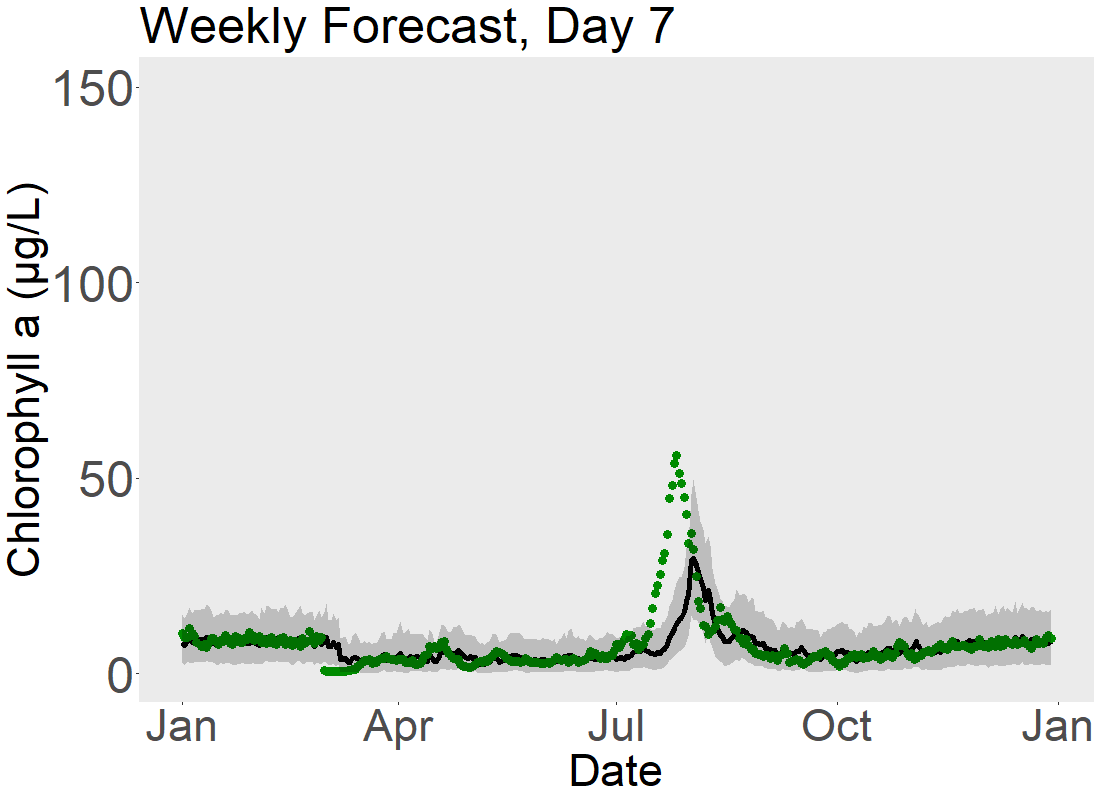 Weekly Forecast, Day 7
Chlorophyll a (µg/L)
150
100
50
0
Jan Apr Jul Oct Jan
Date